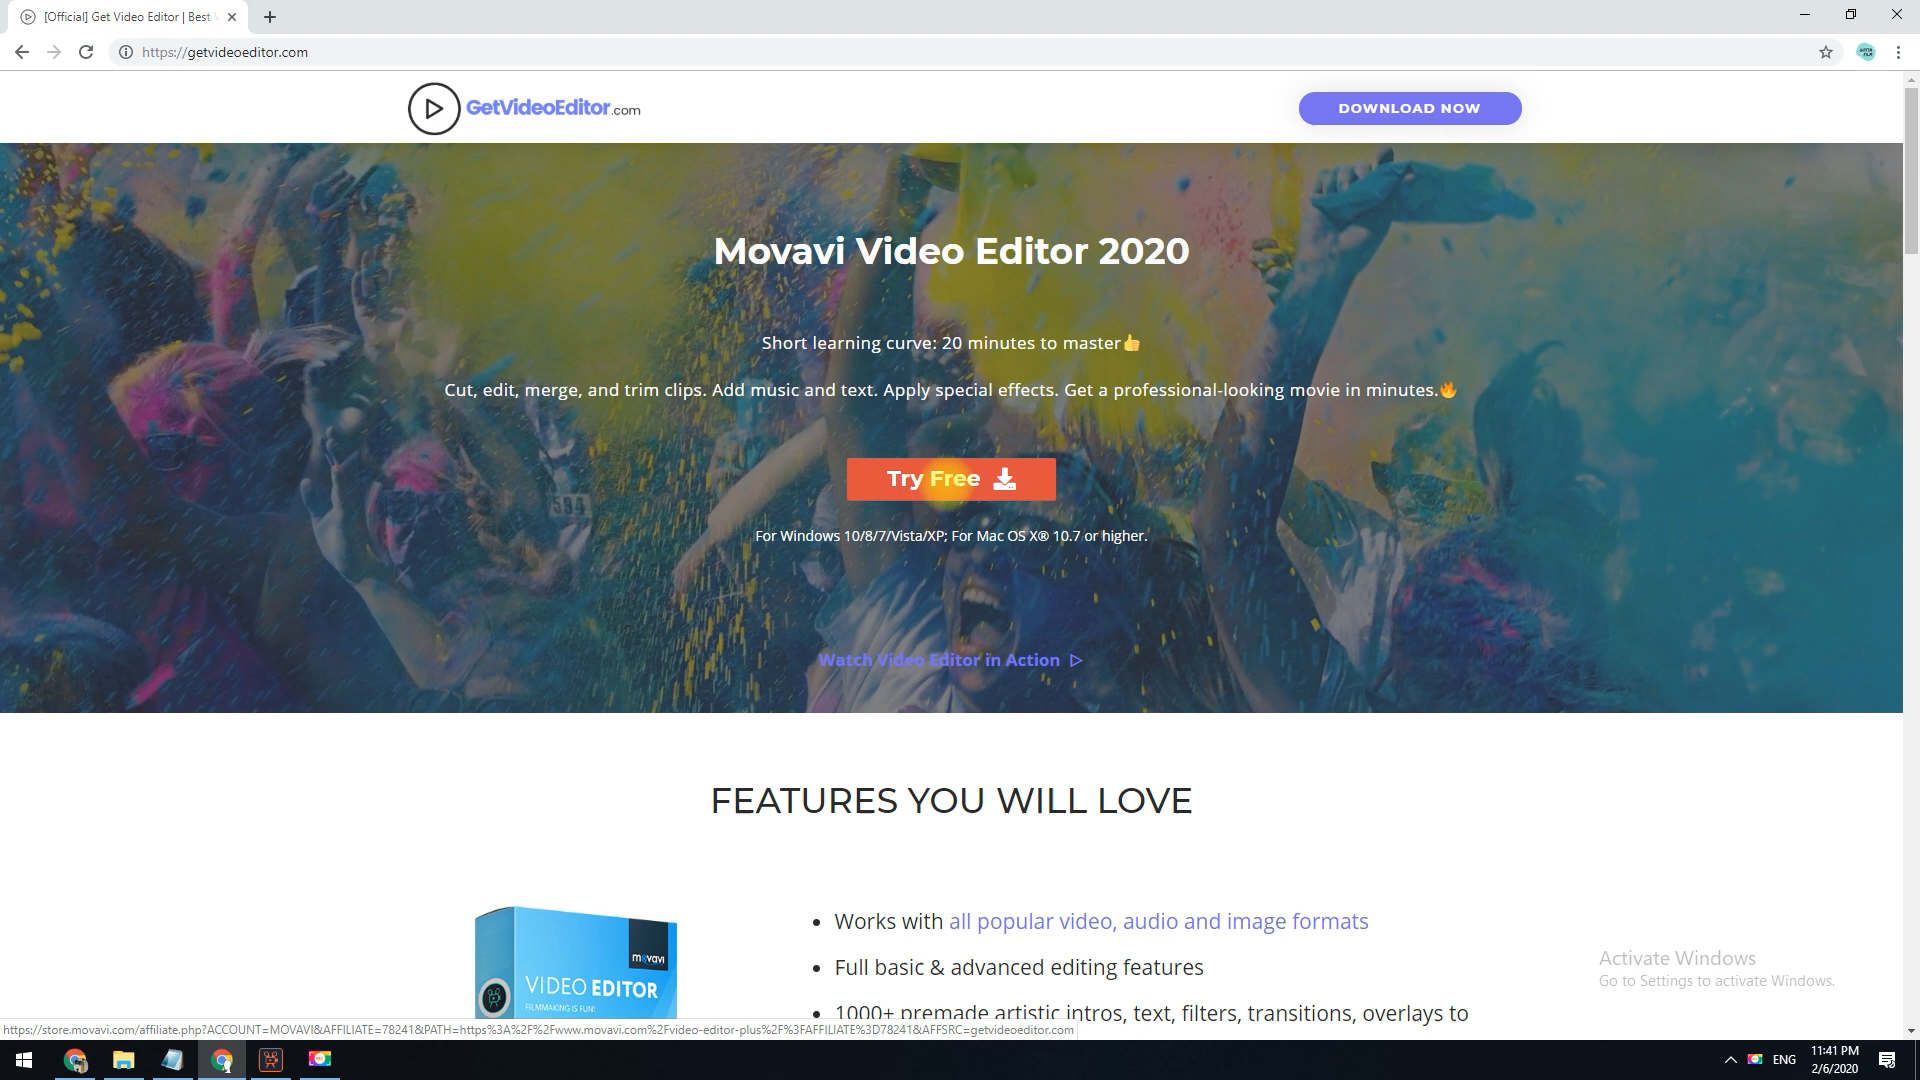 [Official] Get Video Editor | Best
https://getvideoeditor.com
GetVideoEditor.com
DOWNLOAD NOW
594
Movavi Video Editor 2020
Short learning curve: 20 minutes to master👍
Cut, edit, merge, and trim clips. Add music and text. Apply special effects. Get a professional-looking movie in minutes.🔥
Try Free
For Windows 10/8/7/Vista/XP; For Mac OS X® 10.7 or higher.
Watch Video Editor in Action
FEATURES YOU WILL LOVE
movavi
VIDEO EDITOR
FILMMAKING IS FUN!
• Works with all popular video, audio and image formats
• Full basic & advanced editing features
• 1000+ premade artistic intros, text, filters, transitions, overlays to
Activate Windows
Go to Settings to activate Windows.
https://store.movavi.com/affiliate.php?ACCOUNT=MOVAVI&AFFILIATE=78241&PATH=https%3A%2F%2Fwww.movavi.com%2Fvideo-editor-plus%2F%3FAFFILIATE%3D78241&AFFSRC=getvideoeditor.com
ENG
11:41 PM
2/6/2020